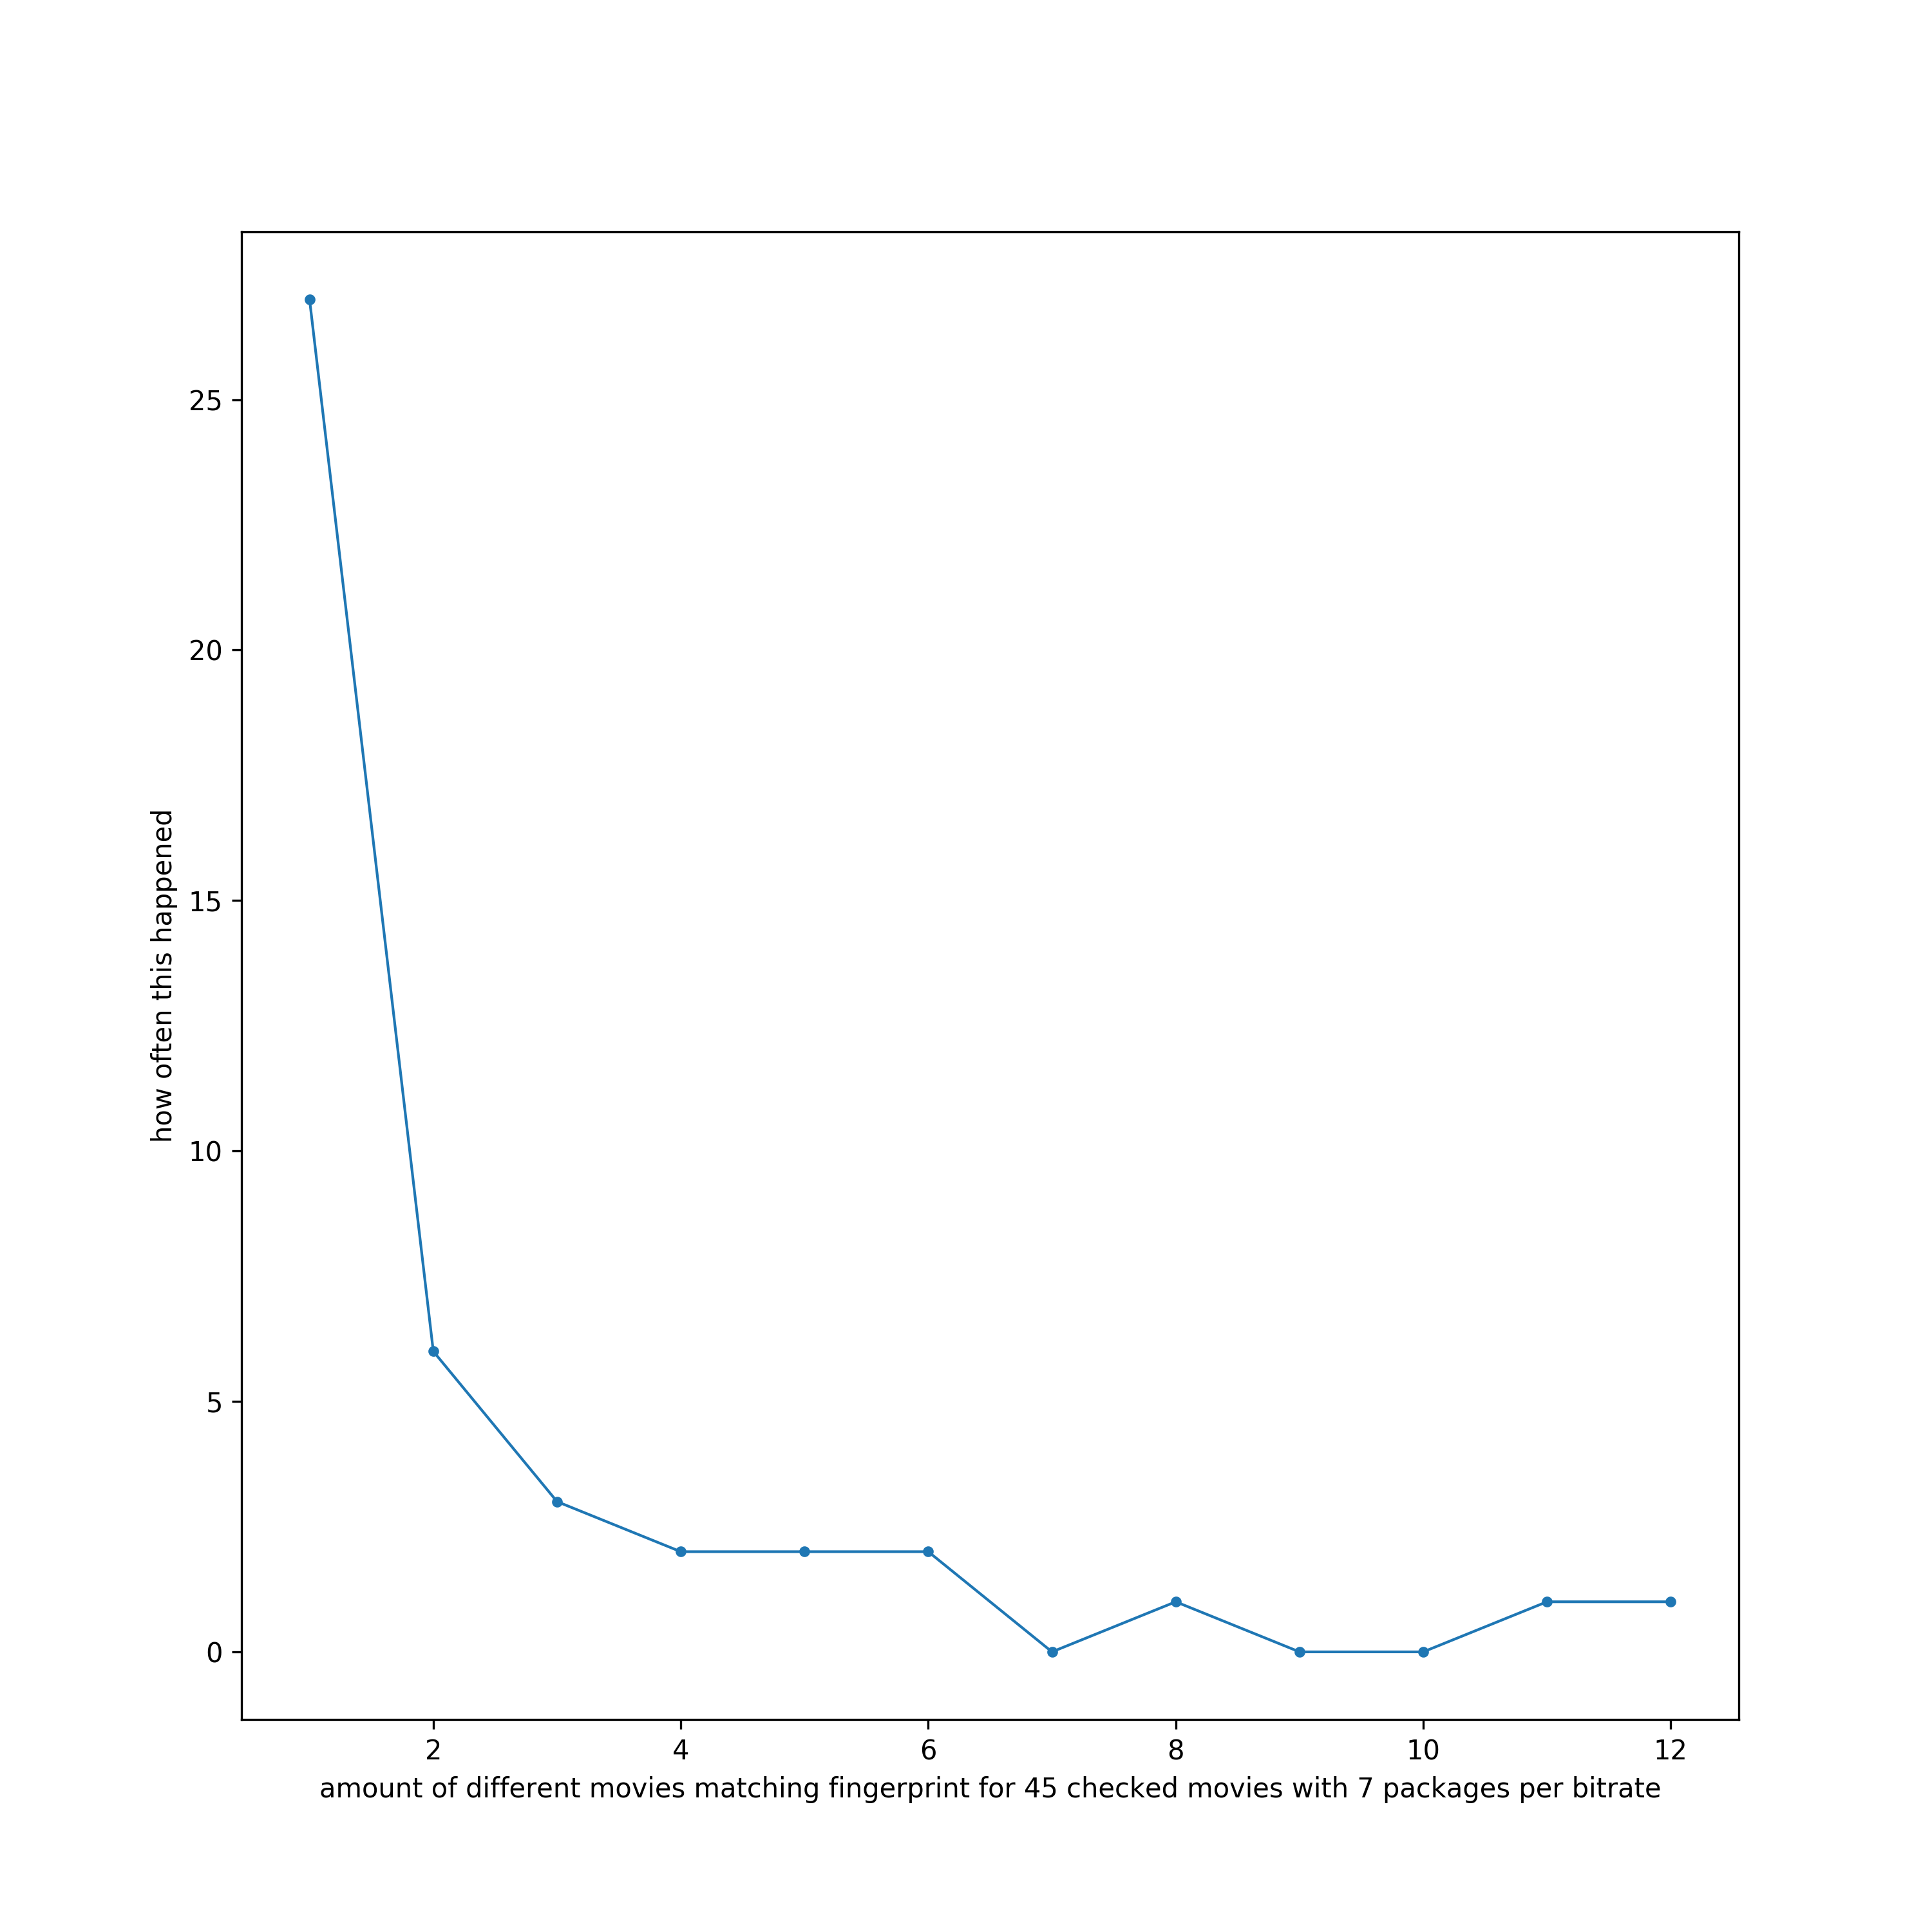 25
20
15
10
5
0
how often this happened
2 4 6 8 10 12
amount of different movies matching fingerprint for 45 checked movies with 7 packages per bitrate